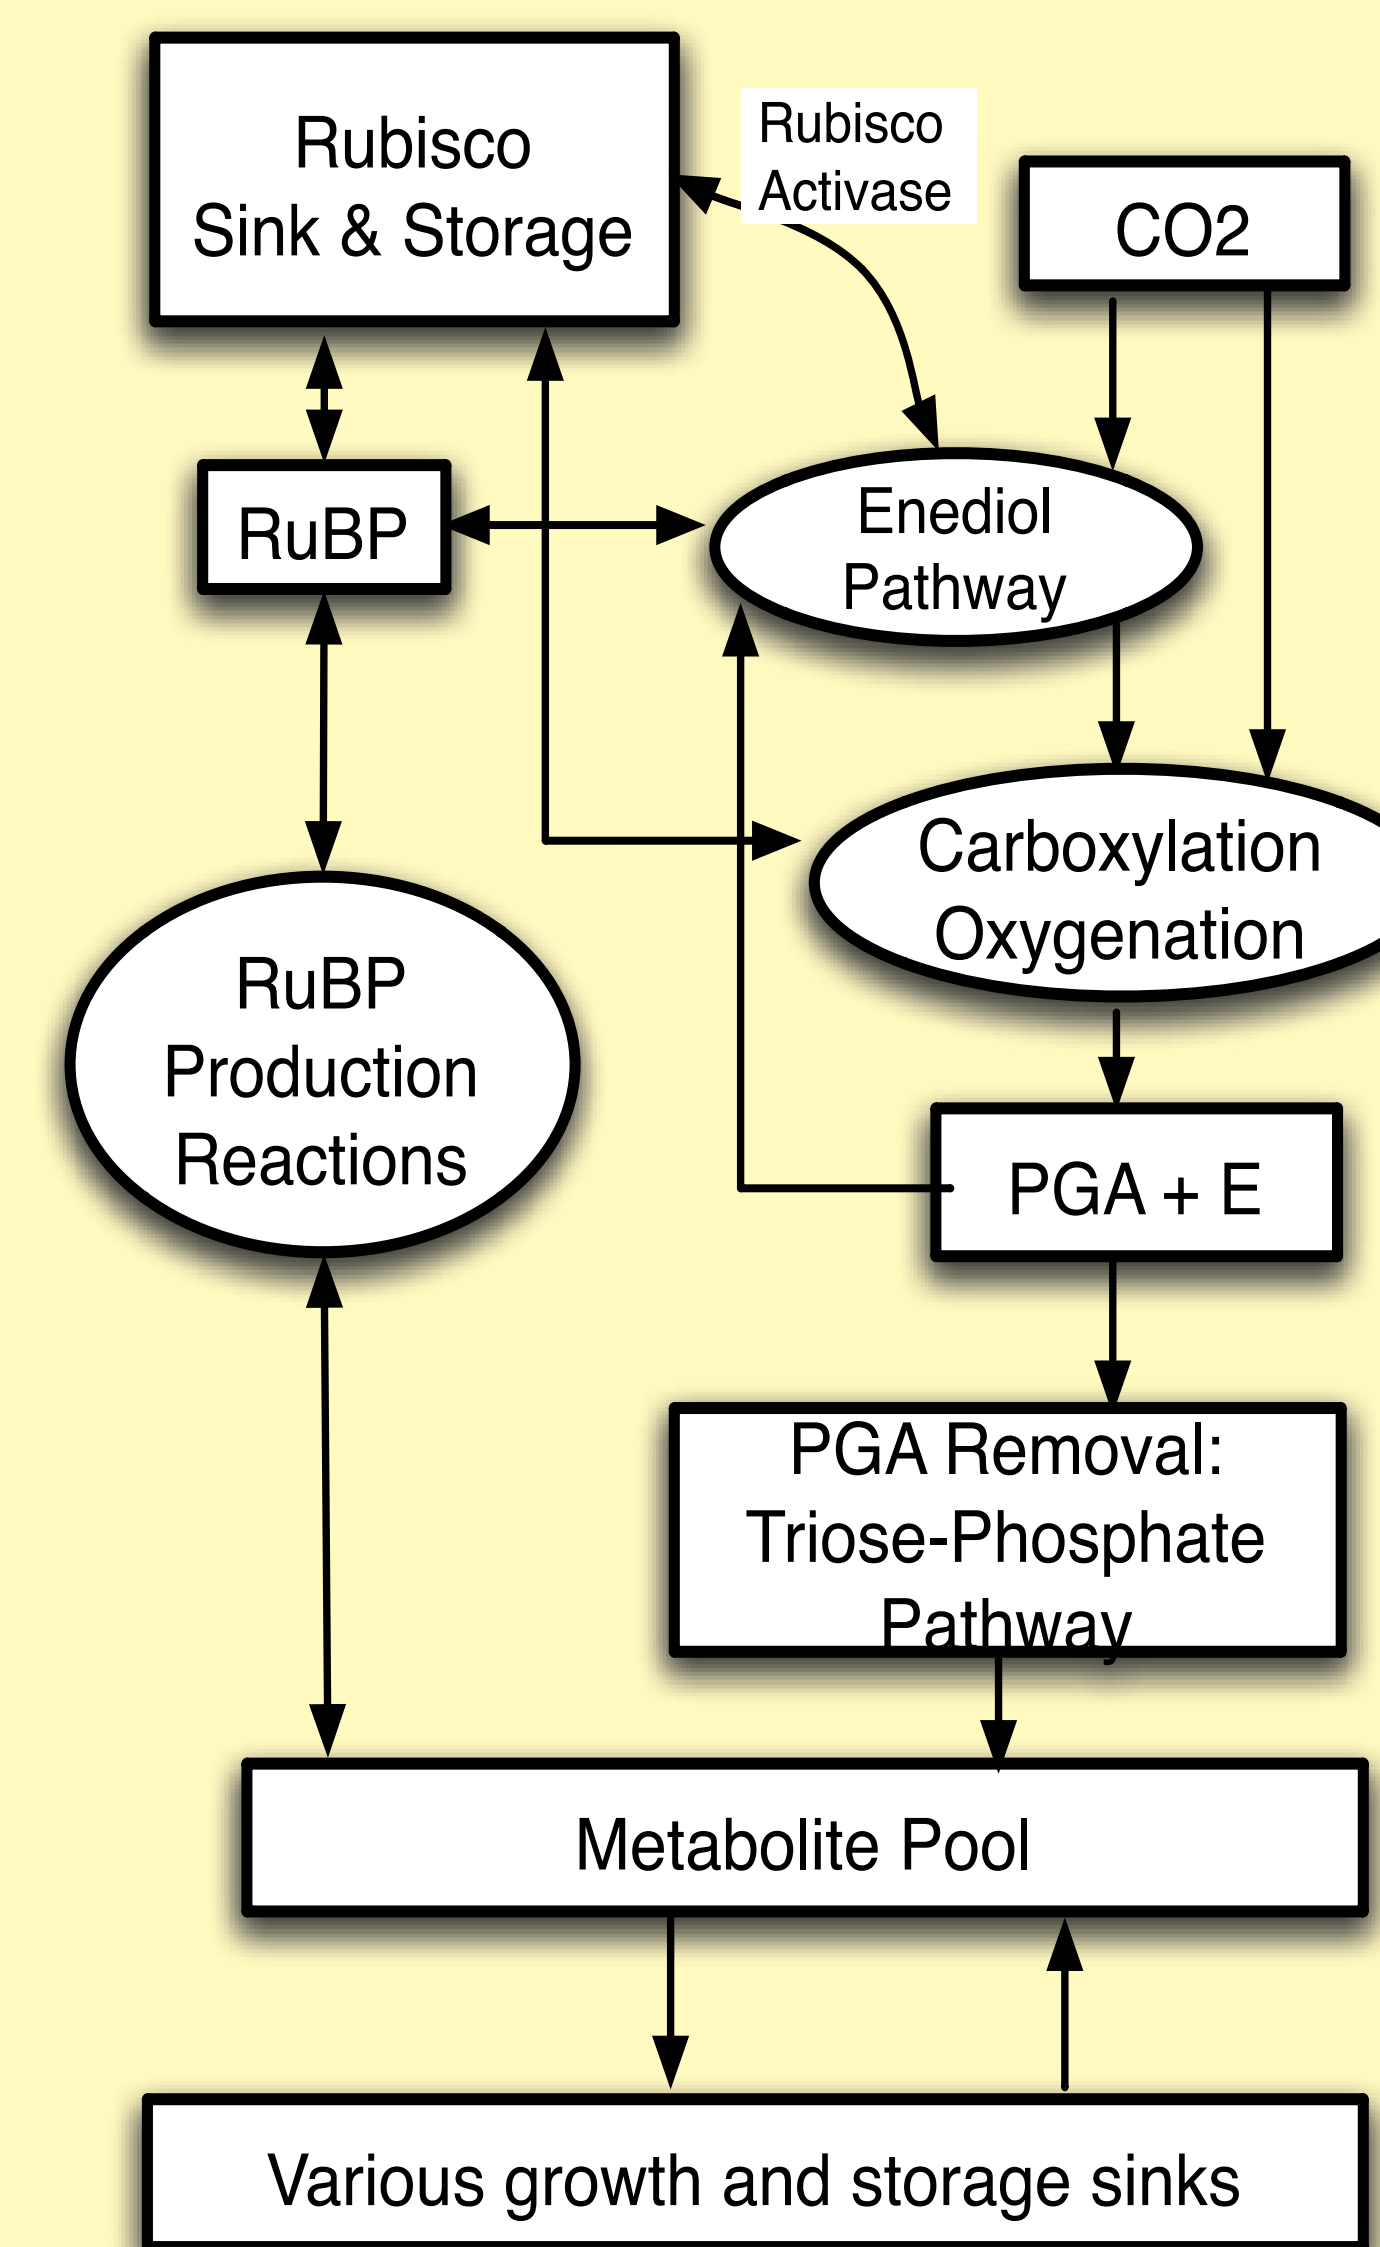 Rubisco
Sink & Storage
Rubisco
Activase
CO2
RuBP
Enediol
Pathway
Carboxylation
Oxygenation
RuBP
Production
Reactions
PGA + E
PGA Removal:
Triose-Phosphate
Pathway
Metabolite Pool
Various growth and storage sinks